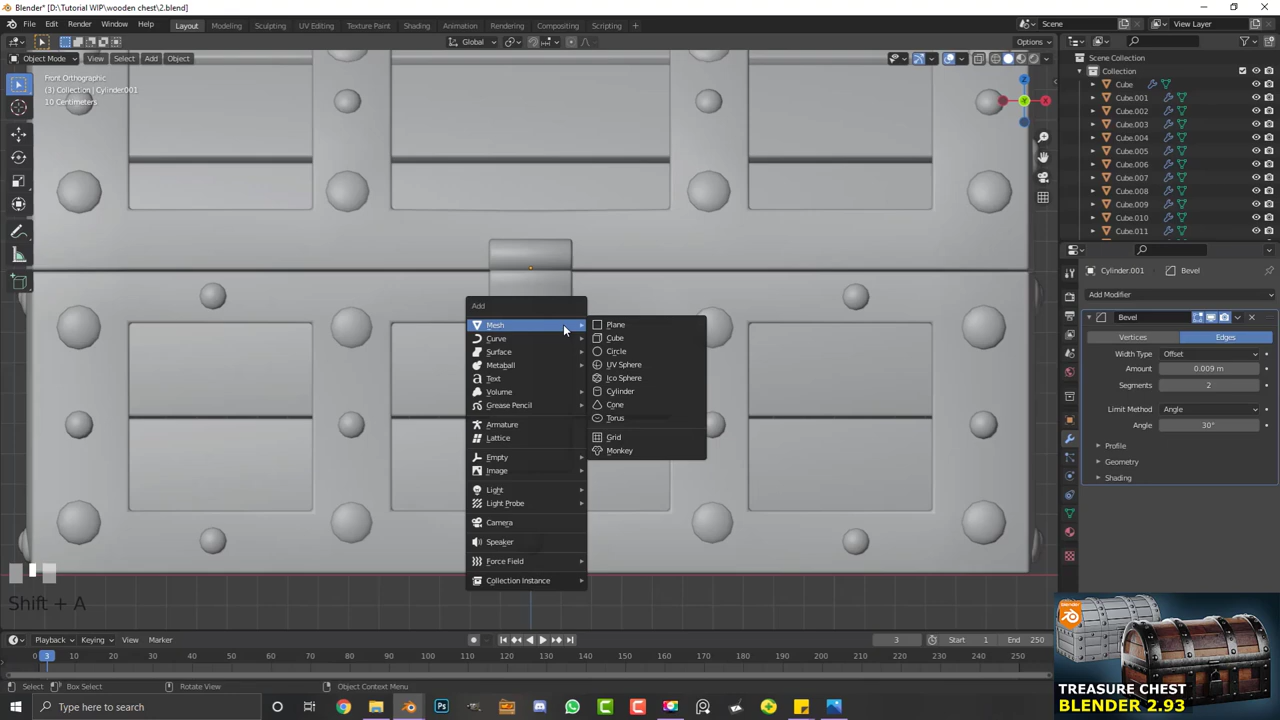 Blender* [D:\Tutorial WIP\wooden chest\2.blend]
File Edit Render Window Help Layout Modeling Sculpting UV Editing Texture Paint Shading Animation Rendering Compositing Scripting + Scene View Layer
Global Options
Object Mode View Select Add Object
Front Orthographic
(3) Collection | Cylinder001
10 Centimeters
Z
X
Y
Scene Collection
Collection
Cube
Cube.001
Cube.002
Cube.003
Cube.004
Cube.005
Cube.006
Cube.007
Cube.008
Cube.009
Cube.010
Cube.011
Add
Mesh
Curve
Surface
Metaball
Text
Volume
Grease Pencil
Armature
Lattice
Empty
Image
Light
Light Probe
Camera
Speaker
Force Field
Collection Instance
Plane
Cube
Circle
UV Sphere
Ico Sphere
Cylinder
Cone
Torus
Grid
Monkey
Cylinder.001 Bevel
Add Modifier
Bevel
Vertices Edges
Width Type Offset
Amount 0.009 m
Segments 2
Limit Method Angle
Angle 30°
Profile
Geometry
Shading
Shift + A
Playback Keying View Marker 3 Start 1 End 250
3 10 20 30 40 50 60 70 80 90 100 110 120 130 140 150 160 170 180 190 200 210 220 230 240 250
Select Box Select Rotate View Object Context Menu
Type here to search
TREASURE CHEST
BLENDER 2.93